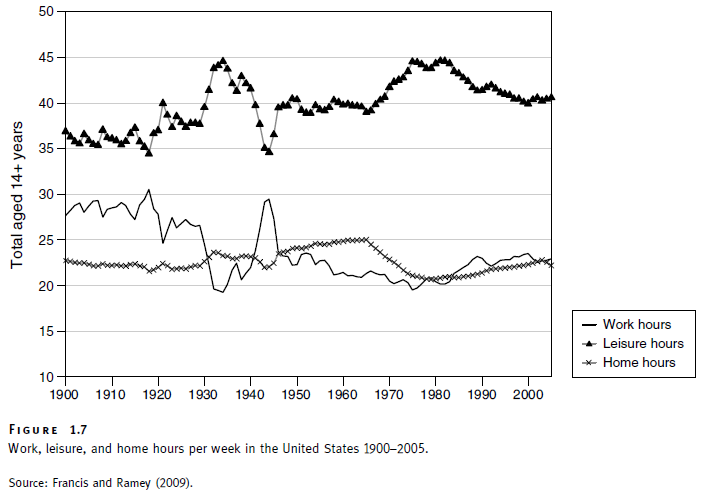 50
45
40
35
30
25
20
15
10
Total aged 14+ years
1900 1910 1920 1930 1940 1950 1960 1970 1980 1990 2000
Work hours
Leisure hours
Home hours
FIGURE 1.7
Work, leisure, and home hours per week in the United States 1900–2005.
Source: Francis and Ramey (2009).